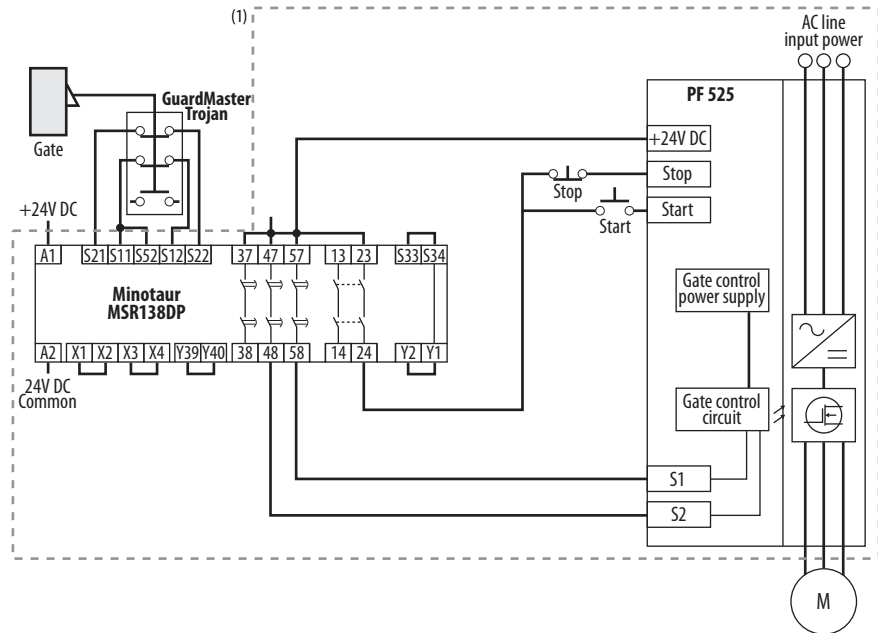 (1)
AC line
input power
GuardMaster
Trojan
PF 525
Gate
+24V DC
Stop
Stop
Start
Start
+24V DC
A1 S21 S11 S52 S12 S22 37 47 57 13 23 S33 S34
Minotaur
MSR138DP
Gate control
power supply
A2 X1 X2 X3 X4 Y39 Y40 38 48 58 14 24 Y2 Y1
24V DC
Common
Gate control
circuit
S1
S2
M